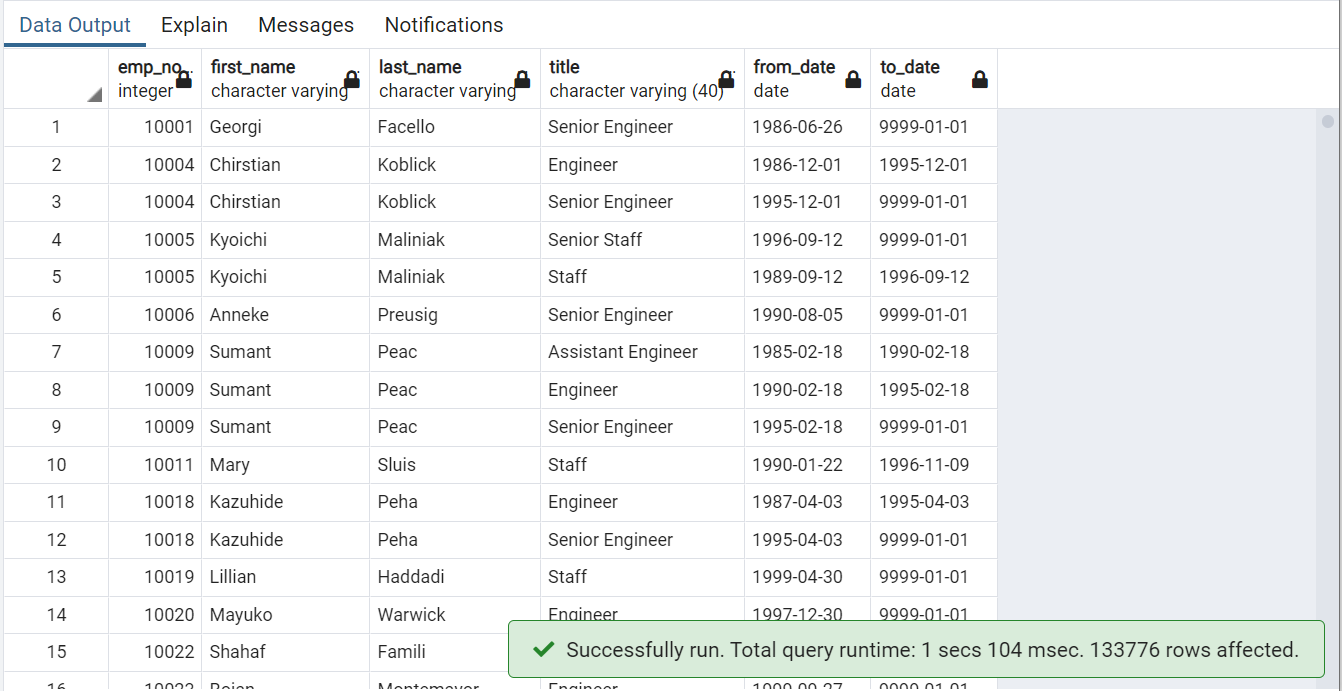 Data Output Explain Messages Notifications
emp_no first_name last_name title from_date to_date
integer character varying character varying character varying (40) date date
1 10001 Georgi Facello Senior Engineer 1986-06-26 9999-01-01
2 10004 Chirstian Koblick Engineer 1986-12-01 1995-12-01
3 10004 Chirstian Koblick Senior Engineer 1995-12-01 9999-01-01
4 10005 Kyoichi Maliniak Senior Staff 1996-09-12 9999-01-01
5 10005 Kyoichi Maliniak Staff 1989-09-12 1996-09-12
6 10006 Anneke Preusig Senior Engineer 1990-08-05 9999-01-01
7 10009 Sumant Peac Assistant Engineer 1985-02-18 1990-02-18
8 10009 Sumant Peac Engineer 1990-02-18 1995-02-18
9 10009 Sumant Peac Senior Engineer 1995-02-18 9999-01-01
10 10011 Mary Sluis Staff 1990-01-22 1996-11-09
11 10018 Kazuhide Peha Engineer 1987-04-03 1995-04-03
12 10018 Kazuhide Peha Senior Engineer 1995-04-03 9999-01-01
13 10019 Lillian Haddadi Staff 1999-04-30 9999-01-01
14 10020 Mayuko Warwick Engineer 1997-12-30 9999-01-01
15 10022 Shahaf Famili
Successfully run. Total query runtime: 1 secs 104 msec. 133776 rows affected.
16 Montemayor Engineer 9999-01-01